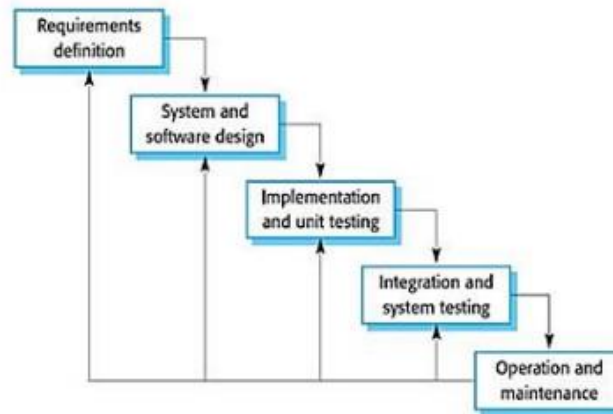 Requirements
definition
System and
software design
Implementation
and unit testing
Integration and
system testing
Operation and
maintenance